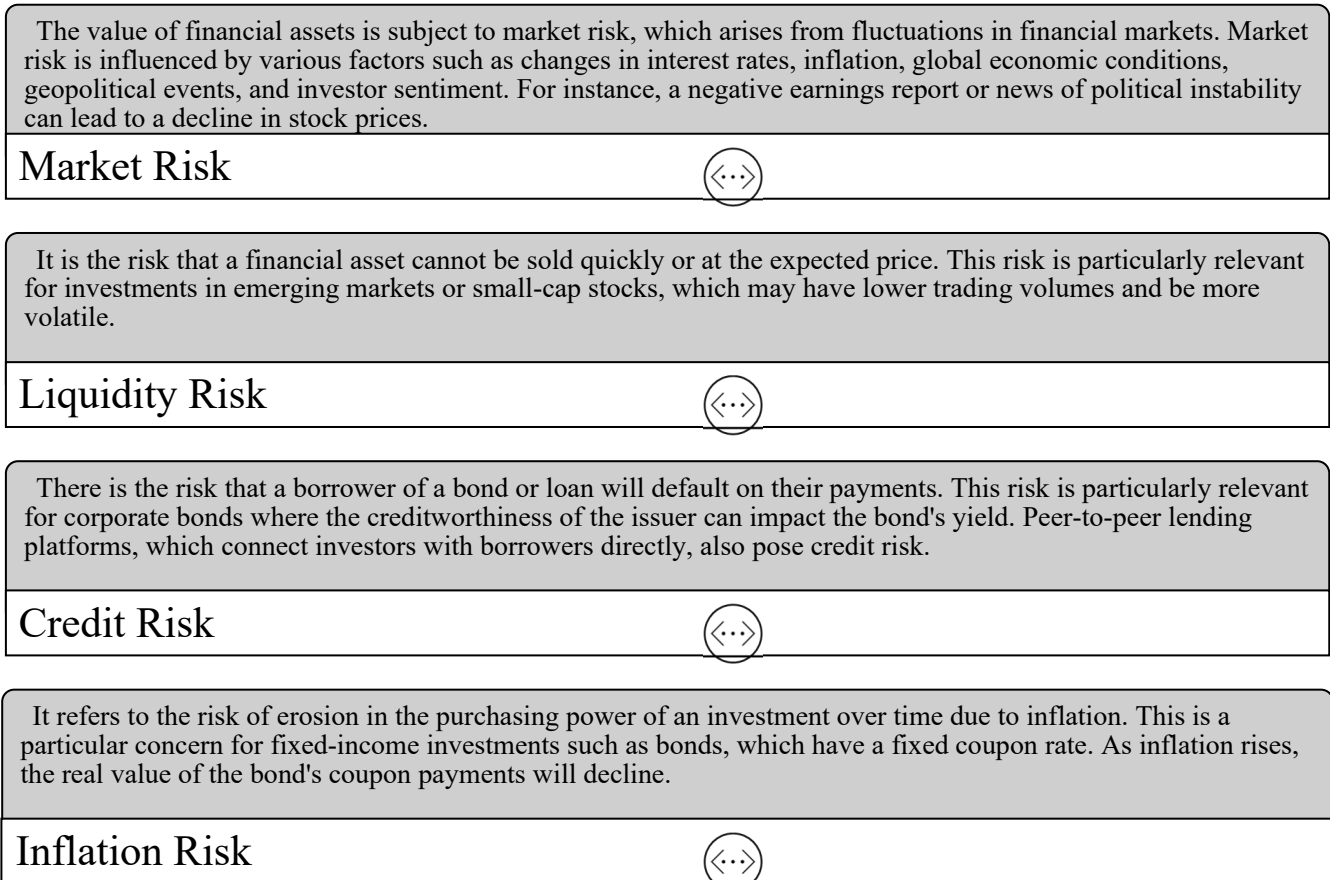 The value of financial assets is subject to market risk, which arises from fluctuations in financial markets. Market
risk is influenced by various factors such as changes in interest rates, inflation, global economic conditions,
geopolitical events, and investor sentiment. For instance, a negative earnings report or news of political instability
can lead to a decline in stock prices.
Market Risk
It is the risk that a financial asset cannot be sold quickly or at the expected price. This risk is particularly relevant
for investments in emerging markets or small-cap stocks, which may have lower trading volumes and be more
volatile.
Liquidity Risk
There is the risk that a borrower of a bond or loan will default on their payments. This risk is particularly relevant
for corporate bonds where the creditworthiness of the issuer can impact the bond's yield. Peer-to-peer lending
platforms, which connect investors with borrowers directly, also pose credit risk.
Credit Risk
It refers to the risk of erosion in the purchasing power of an investment over time due to inflation. This is a
particular concern for fixed-income investments such as bonds, which have a fixed coupon rate. As inflation rises,
the real value of the bond's coupon payments will decline.
Inflation Risk